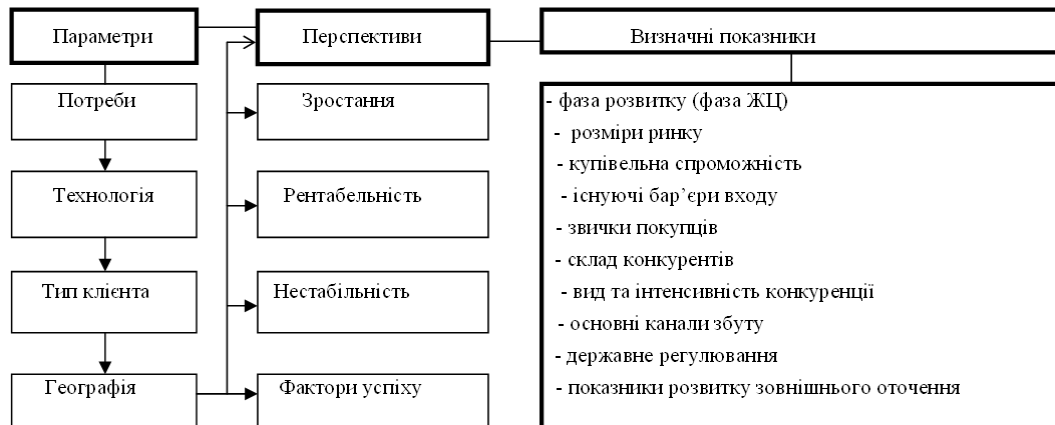 Параметри
Перспективи
Визначні показники
Потреби
Технологія
Тип клієнта
Географія
Зростання
Рентабельність
Нестабільність
Фактори успіху
- фаза розвитку (фаза ЖЦ)
- розміри ринку
- купівельна спроможність
- існуючі бар’єри входу
- звички покупців
- склад конкурентів
- вид та інтенсивність конкуренції
- основні канали збуту
- державне регулювання
- показники розвитку зовнішнього оточення